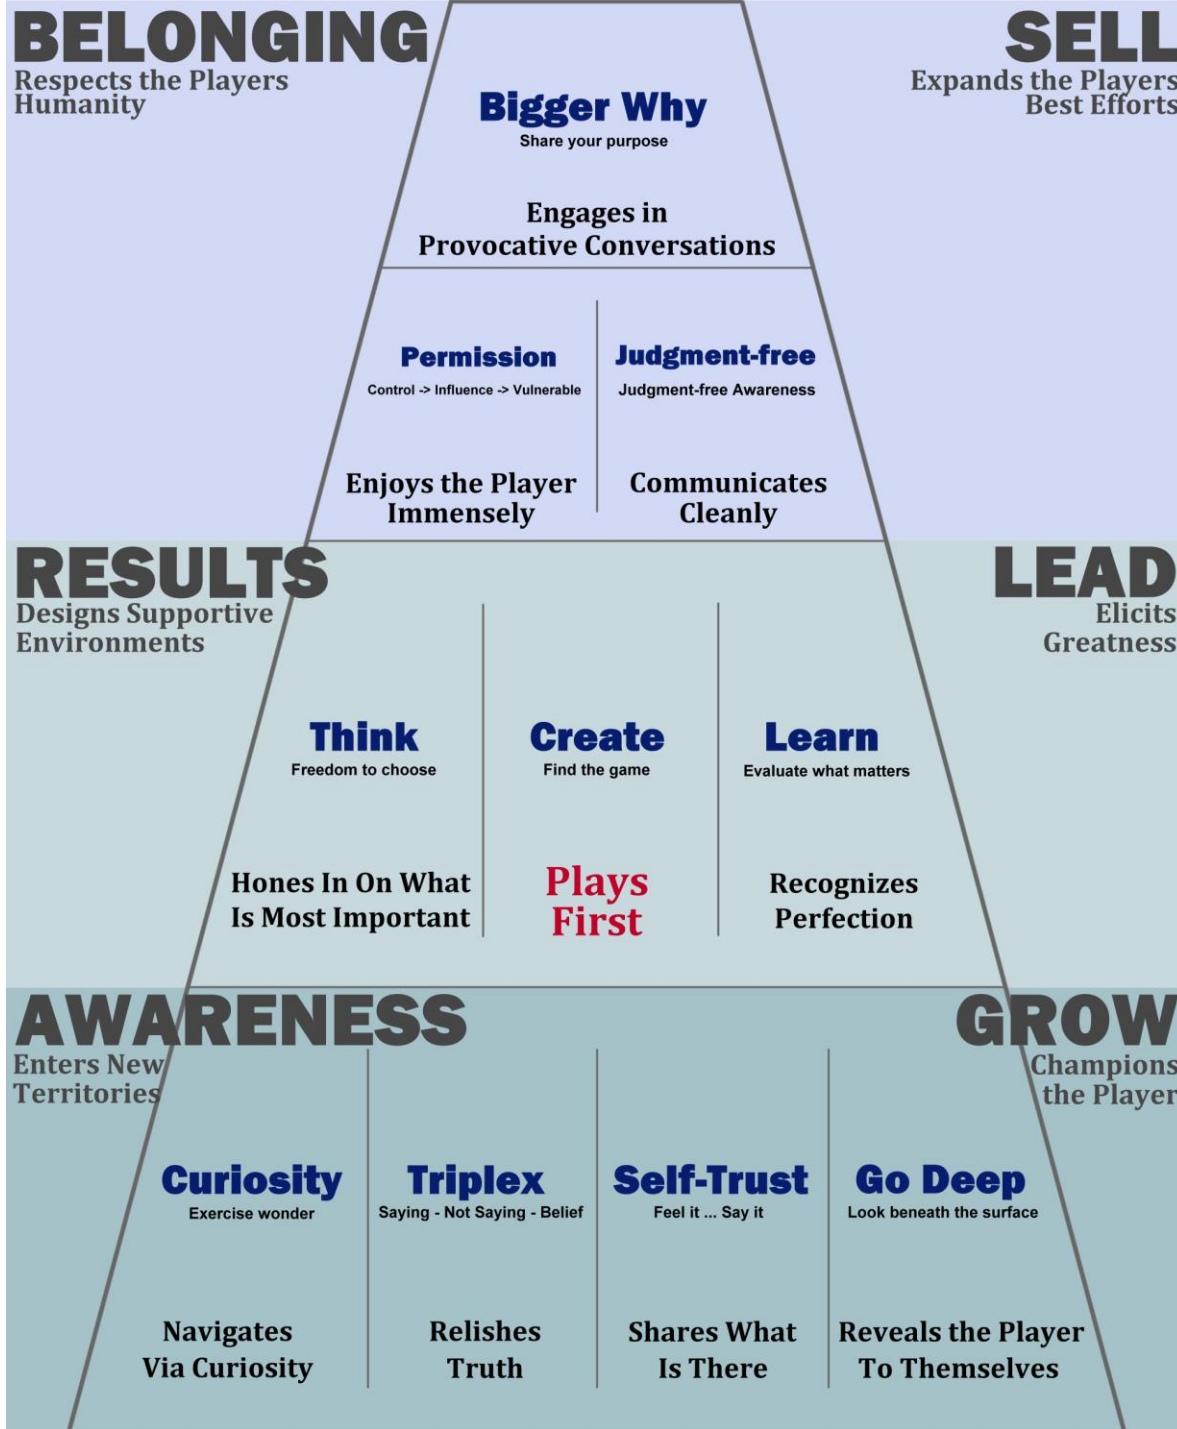 BELONGING
Respects the Players
Humanity
SELL
Expands the Players
Best Efforts
Bigger Why
Share your purpose
Engages in
Provocative Conversations
Permission
Control -> Influence -> Vulnerable
Enjoys the Player
Immensely
Judgment-free
Judgment-free Awareness
Communicates
Cleanly
RESULTS
Designs Supportive
Environments
LEAD
Elicits
Greatness
Think
Freedom to choose
Hones In On What
Is Most Important
Create
Find the game
Plays
First
Learn
Evaluate what matters
Recognizes
Perfection
AWARENESS
Enters New
Territories
GROW
Champions
the Player
Curiosity
Exercise wonder
Navigates
Via Curiosity
Triplex
Saying - Not Saying - Belief
Relishes
Truth
Self-Trust
Feel it ... Say it
Shares What
Is There
Go Deep
Look beneath the surface
Reveals the Player
To Themselves